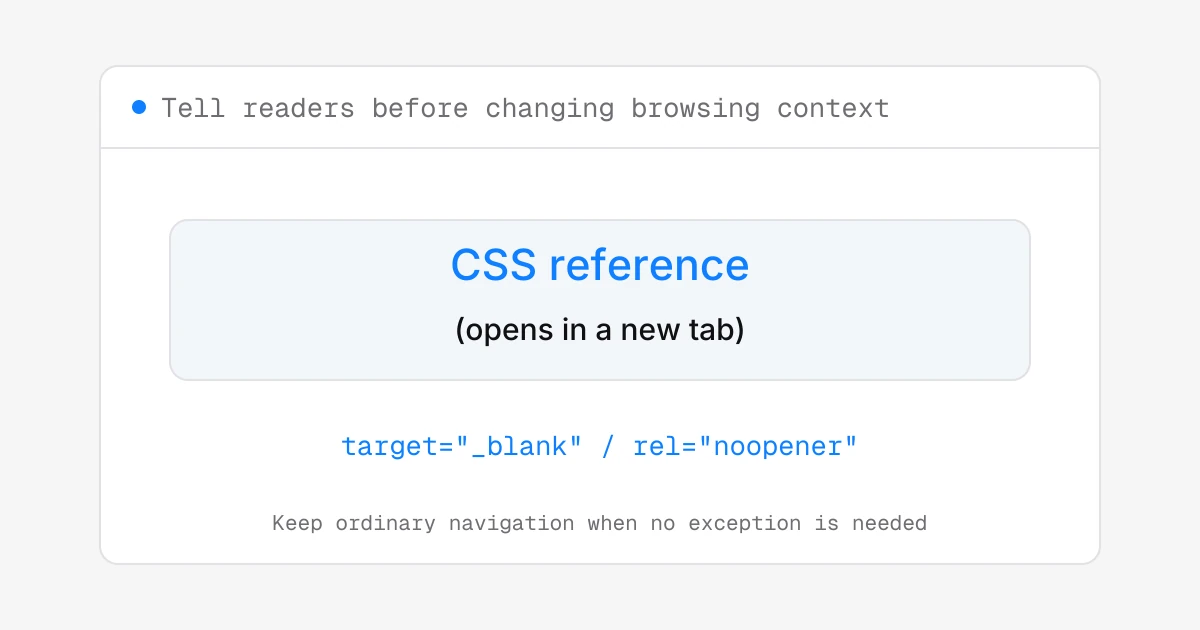 Tell readers before changing browsing context
CSS reference
(opens in a new tab)
target="_blank" / rel="noopener"
Keep ordinary navigation when no exception is needed